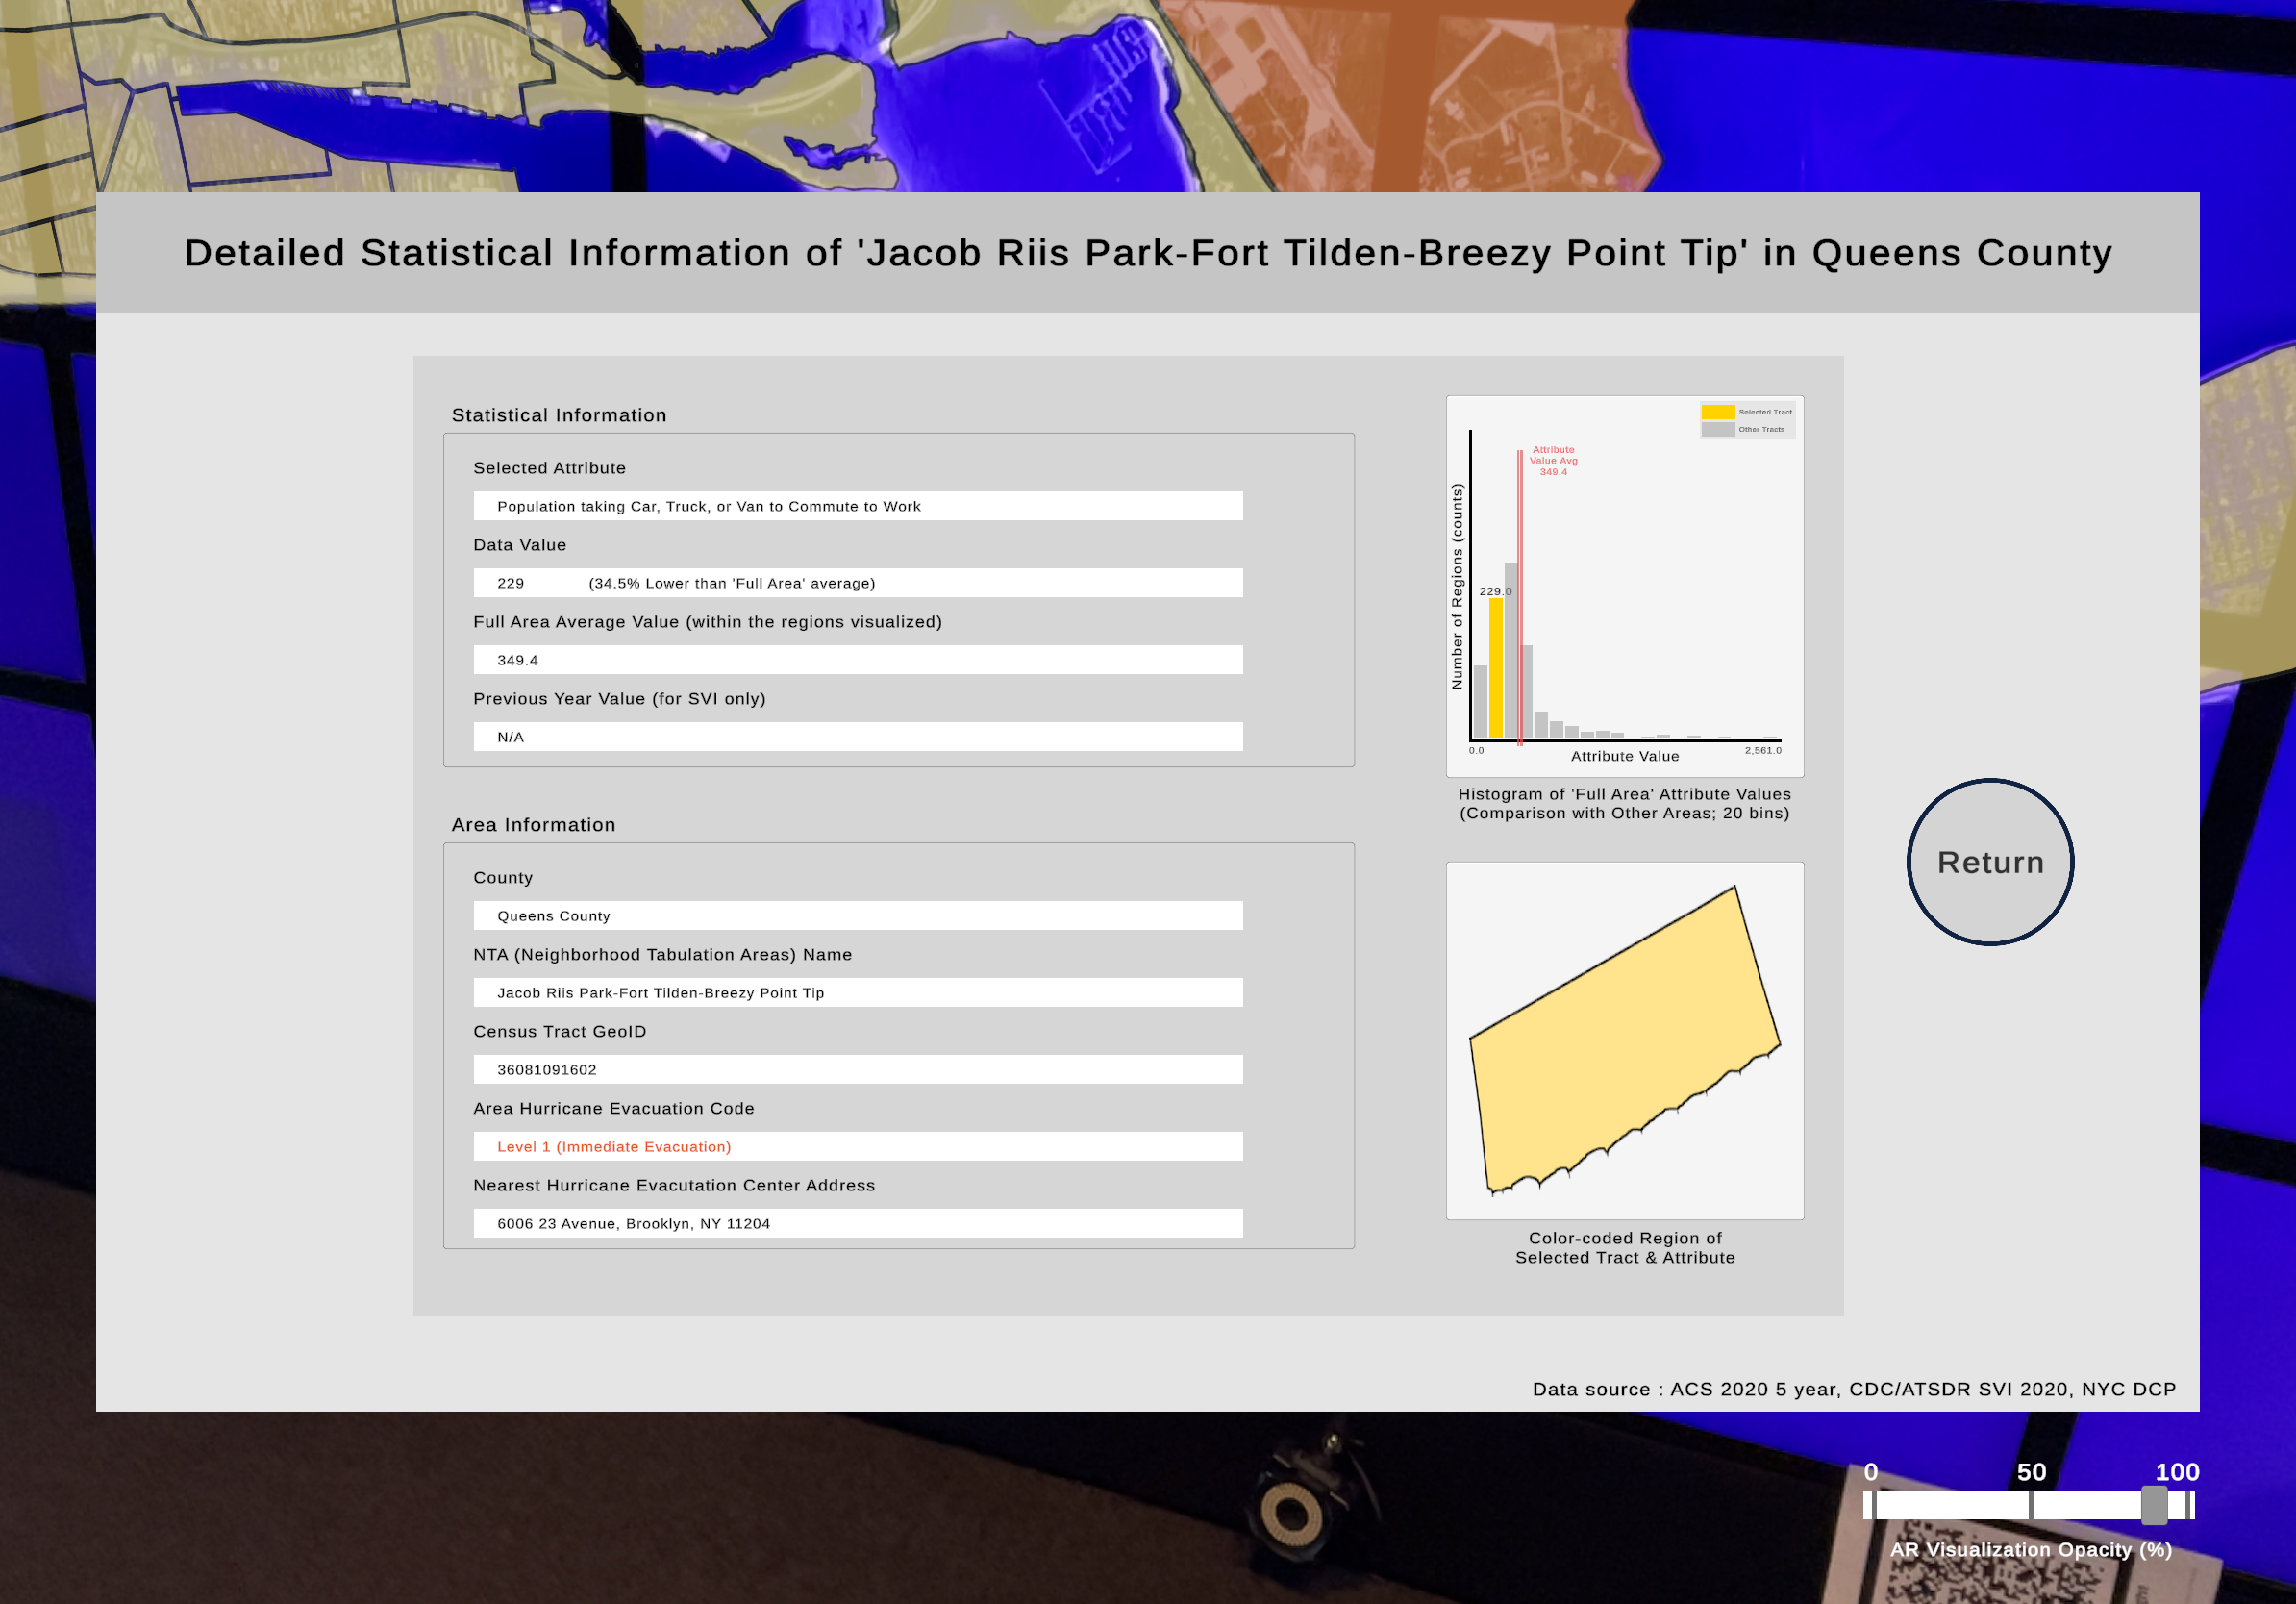 Detailed Statistical Information of 'Jacob Riis Park-Fort Tilden-Breezy Point Tip' in Queens County
Statistical Information
Selected Attribute
Population taking Car, Truck, or Van to Commute to Work
Data Value
229 (34.5% Lower than 'Full Area' average)
Full Area Average Value (within the regions visualized)
349.4
Previous Year Value (for SVI only)
N/A
Area Information
County
Queens County
NTA (Neighborhood Tabulation Areas) Name
Jacob Riis Park-Fort Tilden-Breezy Point Tip
Census Tract GeoID
36081091602
Area Hurricane Evacuation Code
Level 1 (Immediate Evacuation)
Nearest Hurricane Evacutation Center Address
6006 23 Avenue, Brooklyn, NY 11204
Selected Tract
Other Tracts
Attribute
Value Avg
349.4
Number of Regions (counts)
229.0
0.0
2,561.0
Attribute Value
Histogram of 'Full Area' Attribute Values
(Comparison with Other Areas; 20 bins)
Color-coded Region of
Selected Tract & Attribute
Return
Data source : ACS 2020 5 year, CDC/ATSDR SVI 2020, NYC DCP
0 50 100
AR Visualization Opacity (%)